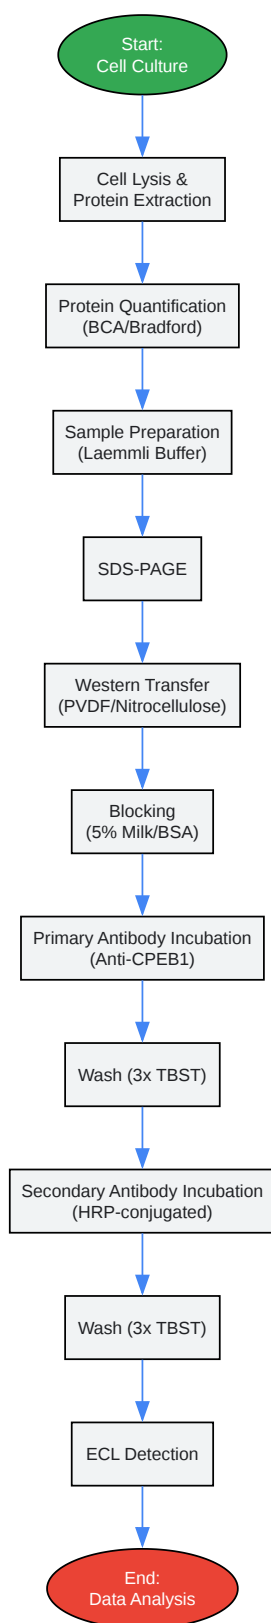 Start:
Cell Culture
Cell Lysis &
Protein Extraction
Protein Quantification
(BCA/Bradford)
Sample Preparation
(Laemmli Buffer)
SDS-PAGE
Western Transfer
(PVDF/Nitrocellulose)
Blocking
(5% Milk/BSA)
Primary Antibody Incubation
(Anti-CPEB1)
Wash (3x TBST)
Secondary Antibody Incubation
(HRP-conjugated)
Wash (3x TBST)
ECL Detection
End:
Data Analysis